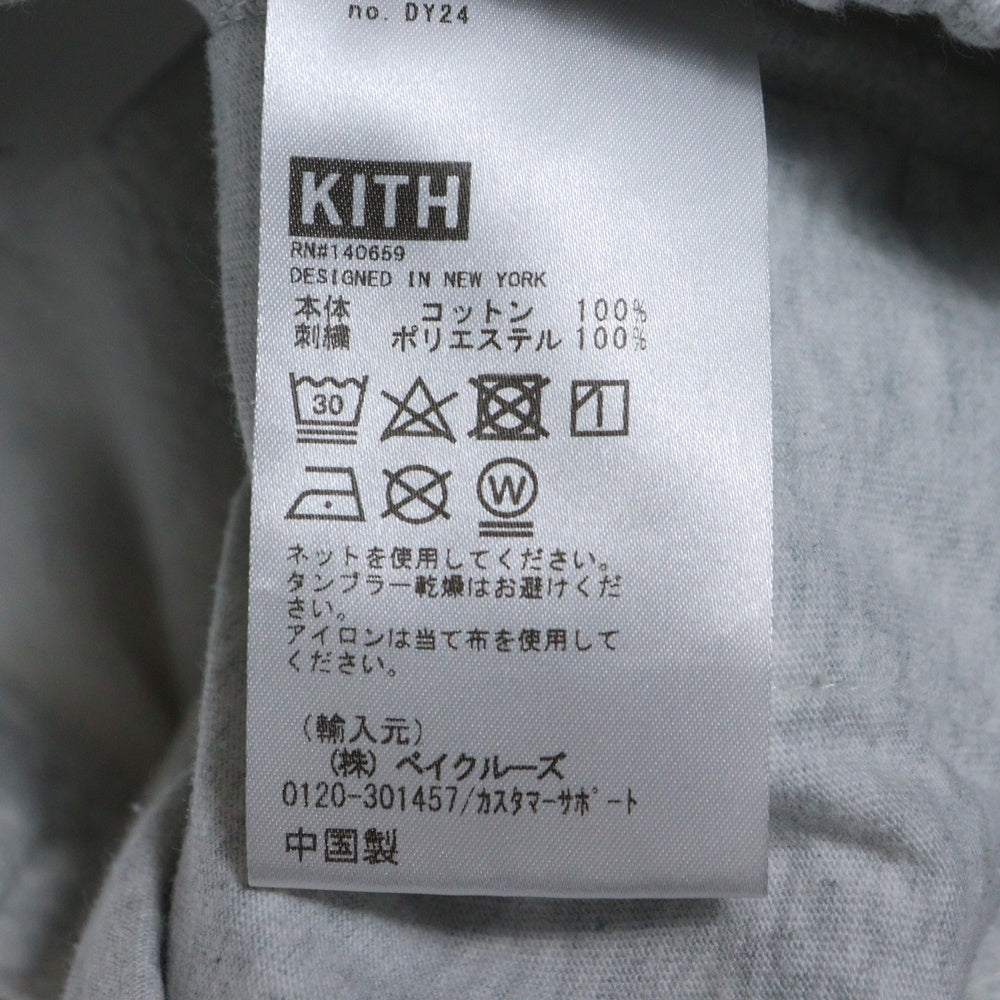 no. DY24
KITH
RN#140659
DESIGNED IN NEW YORK
本体 コットン 100%
刺繍 ポリエステル 100%
30
W
ネットを使用してください。
タンブラー乾燥はお避けくだ
さい。
アイロンは当て布を使用して
ください。
（輸入元）
(株) ベイクルーズ
0120-301457/カスタマーサポート
中国製